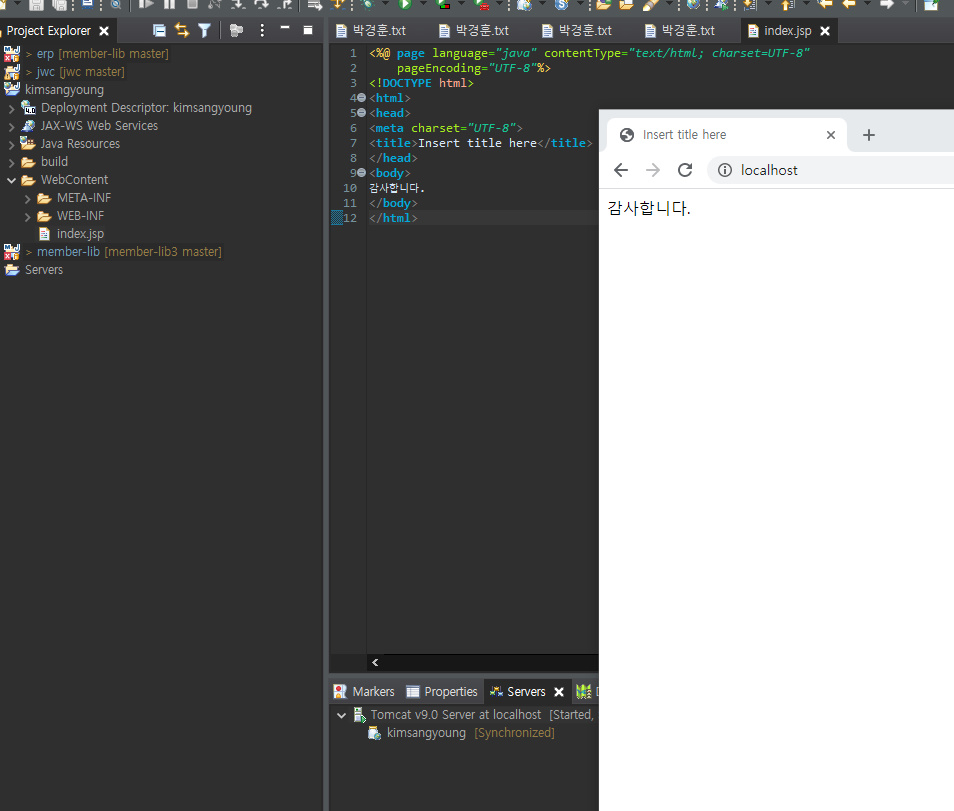 Project Explorer
> erp [member-lib master]
> jwc [jwc master]
kimsangyoung
Deployment Descriptor: kimsangyoung
JAX-WS Web Services
Java Resources
build
WebContent
META-INF
WEB-INF
index.jsp
> member-lib [member-lib3 master]
Servers
박경훈.txt 박경훈.txt 박경훈.txt 박경훈.txt index.jsp
1 <%@ page language="java" contentType="text/html; charset=UTF-8"
2 pageEncoding="UTF-8"%>
3 <!DOCTYPE html>
4 <html>
5 <head>
6 <meta charset="UTF-8">
7 <title>Insert title here</title>
8 </head>
9 <body>
10 감사합니다.
11 </body>
12 </html>
Insert title here
localhost
감사합니다.
Markers Properties Servers
Tomcat v9.0 Server at localhost [Started,
kimsangyoung [Synchronized]